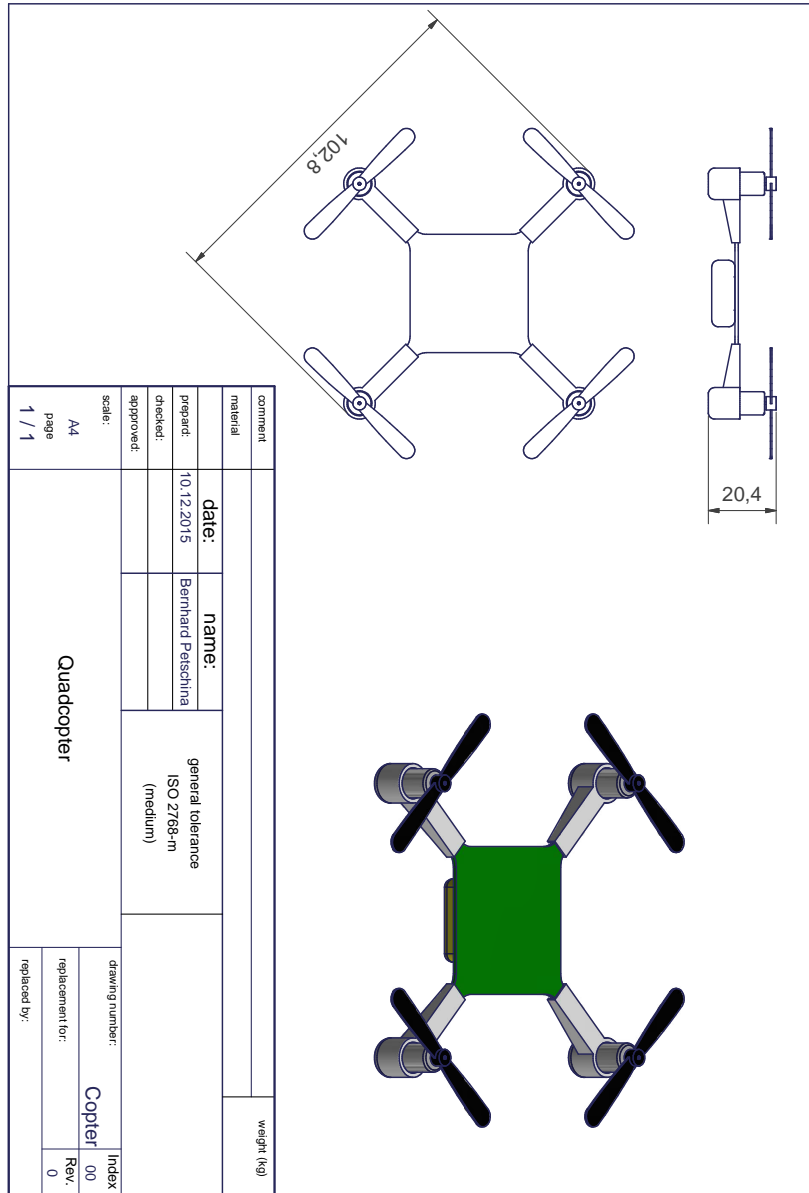 102,8
20,4
comment
weight (kg)
material
date:
name:
general tolerance
ISO 2768-m
(medium)
prepard:
10.12.2015
Bernhard Petschina
checked:
appproved:
scale:
A4
page
1 / 1
Quadcopter
drawing number:
Copter
Index
00
replacement for:
Rev.
0
replaced by: